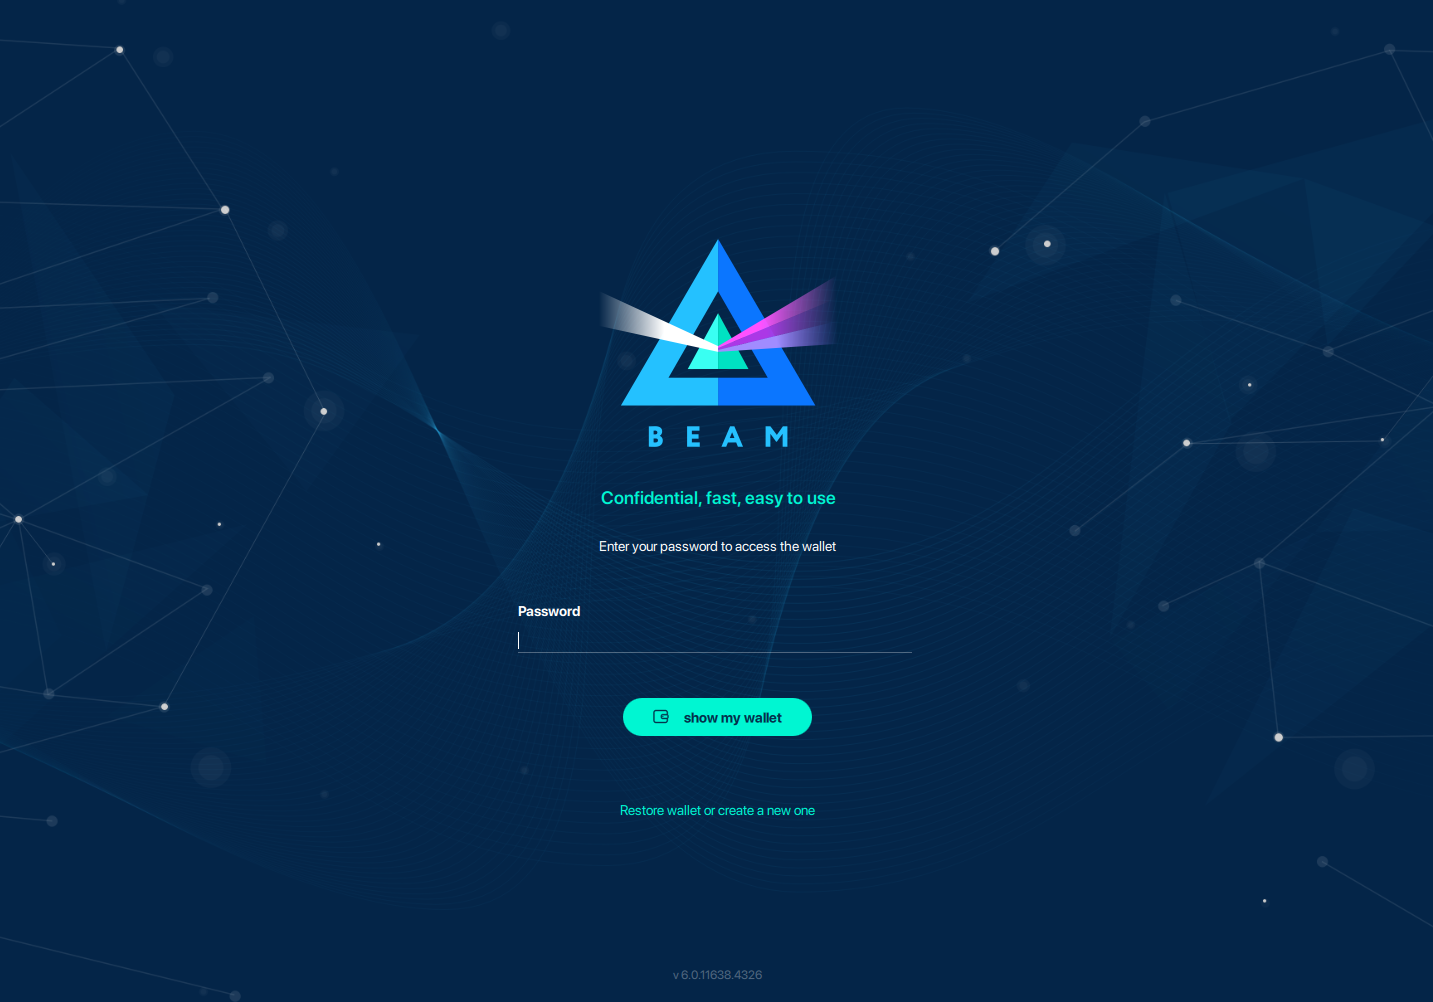 BEAM
Confidential, fast, easy to use
Enter your password to access the wallet
Password
show my wallet
Restore wallet or create a new one
v 6.0.11638.4326